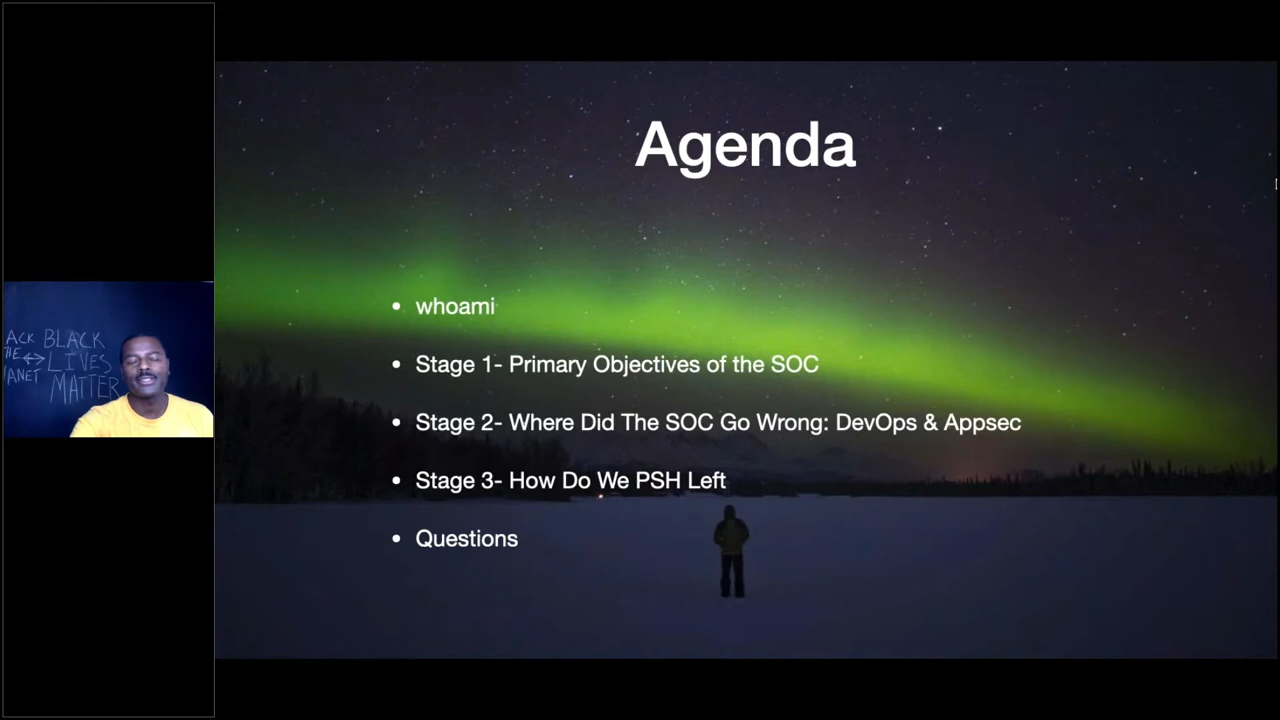 Agenda
• whoami
• Stage 1- Primary Objectives of the SOC
• Stage 2- Where Did The SOC Go Wrong: DevOps & Appsec
• Stage 3- How Do We PSH Left
• Questions
ACK BLACK
HE ↔ LIVES
ANET MATTER